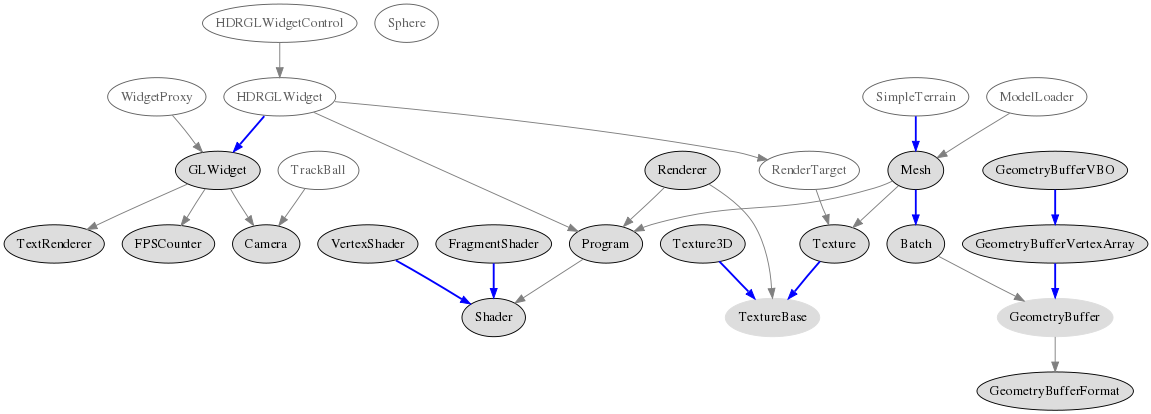 HDRGLWidgetControl
Sphere
WidgetProxy
HDRGLWidget
SimpleTerrain
ModelLoader
GLWidget
TrackBall
Renderer
RenderTarget
Mesh
GeometryBufferVBO
TextRenderer
FPSCounter
Camera
VertexShader
FragmentShader
Program
Texture3D
Texture
Batch
GeometryBufferVertexArray
Shader
TextureBase
GeometryBuffer
GeometryBufferFormat